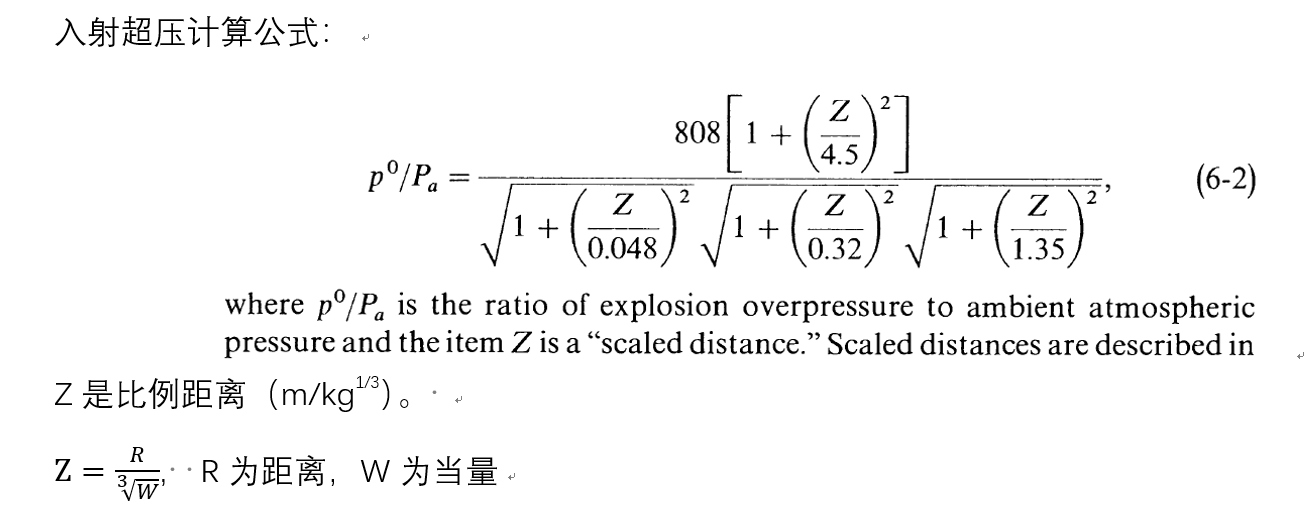 入射超压计算公式：
p⁰/Pₐ = 808[1 + (Z/4.5)²] / √(1 + (Z/0.048)²) √(1 + (Z/0.32)²) √(1 + (Z/1.35)²), (6-2)
where p⁰/Pₐ is the ratio of explosion overpressure to ambient atmospheric
pressure and the item Z is a “scaled distance.” Scaled distances are described in
Z 是比例距离（m/kg^1/3）。
Z = R/∛W, R 为距离，W 为当量